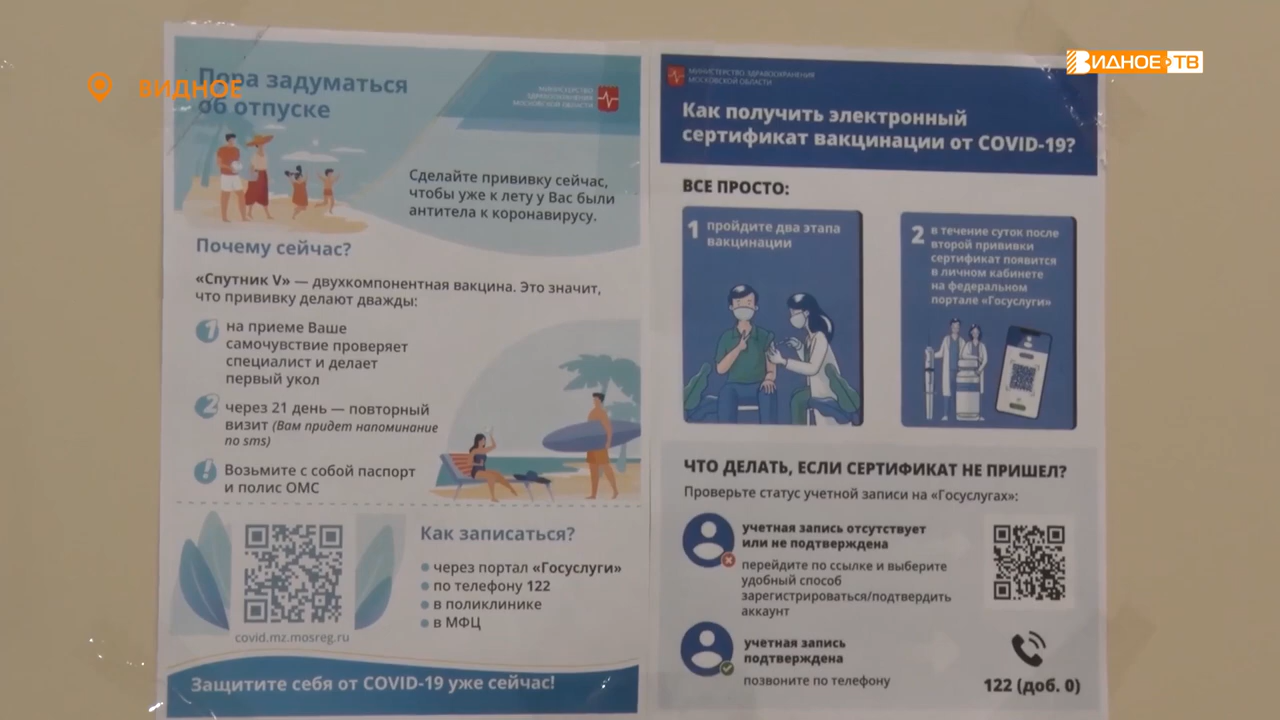 ВИДНОЕ
ВИДНОЕ ТВ
Пора задуматься
об отпуске
МИНИСТЕРСТВО
ЗДРАВООХРАНЕНИЯ
МОСКОВСКОЙ ОБЛАСТИ
Сделайте прививку сейчас,
чтобы уже к лету у Вас были
антитела к коронавирусу.
Почему сейчас?
«Спутник V» — двухкомпонентная вакцина. Это значит,
что прививку делают дважды:
1 на приеме Ваше
самочувствие проверяет
специалист и делает
первый укол
2 через 21 день — повторный
визит (Вам придет напоминание
по sms)
! Возьмите с собой паспорт
и полис ОМС
covid.mz.mosreg.ru
Как записаться?
через портал «Госуслуги»
по телефону 122
в поликлинике
в МФЦ
Защитите себя от COVID-19 уже сейчас!
МИНИСТЕРСТВО ЗДРАВООХРАНЕНИЯ
МОСКОВСКОЙ ОБЛАСТИ
Как получить электронный
сертификат вакцинации от COVID-19?
ВСЕ ПРОСТО:
1 пройдите два этапа
вакцинации
2 в течение суток после
второй прививки
сертификат появится
в личном кабинете
на федеральном
портале «Госуслуги»
ЧТО ДЕЛАТЬ, ЕСЛИ СЕРТИФИКАТ НЕ ПРИШЕЛ?
Проверьте статус учетной записи на «Госуслугах»:
учетная запись отсутствует
или не подтверждена
перейдите по ссылке и выберите
удобный способ
зарегистрироваться/подтвердить
аккаунт
учетная запись
подтверждена
позвоните по телефону
122 (доб. 0)